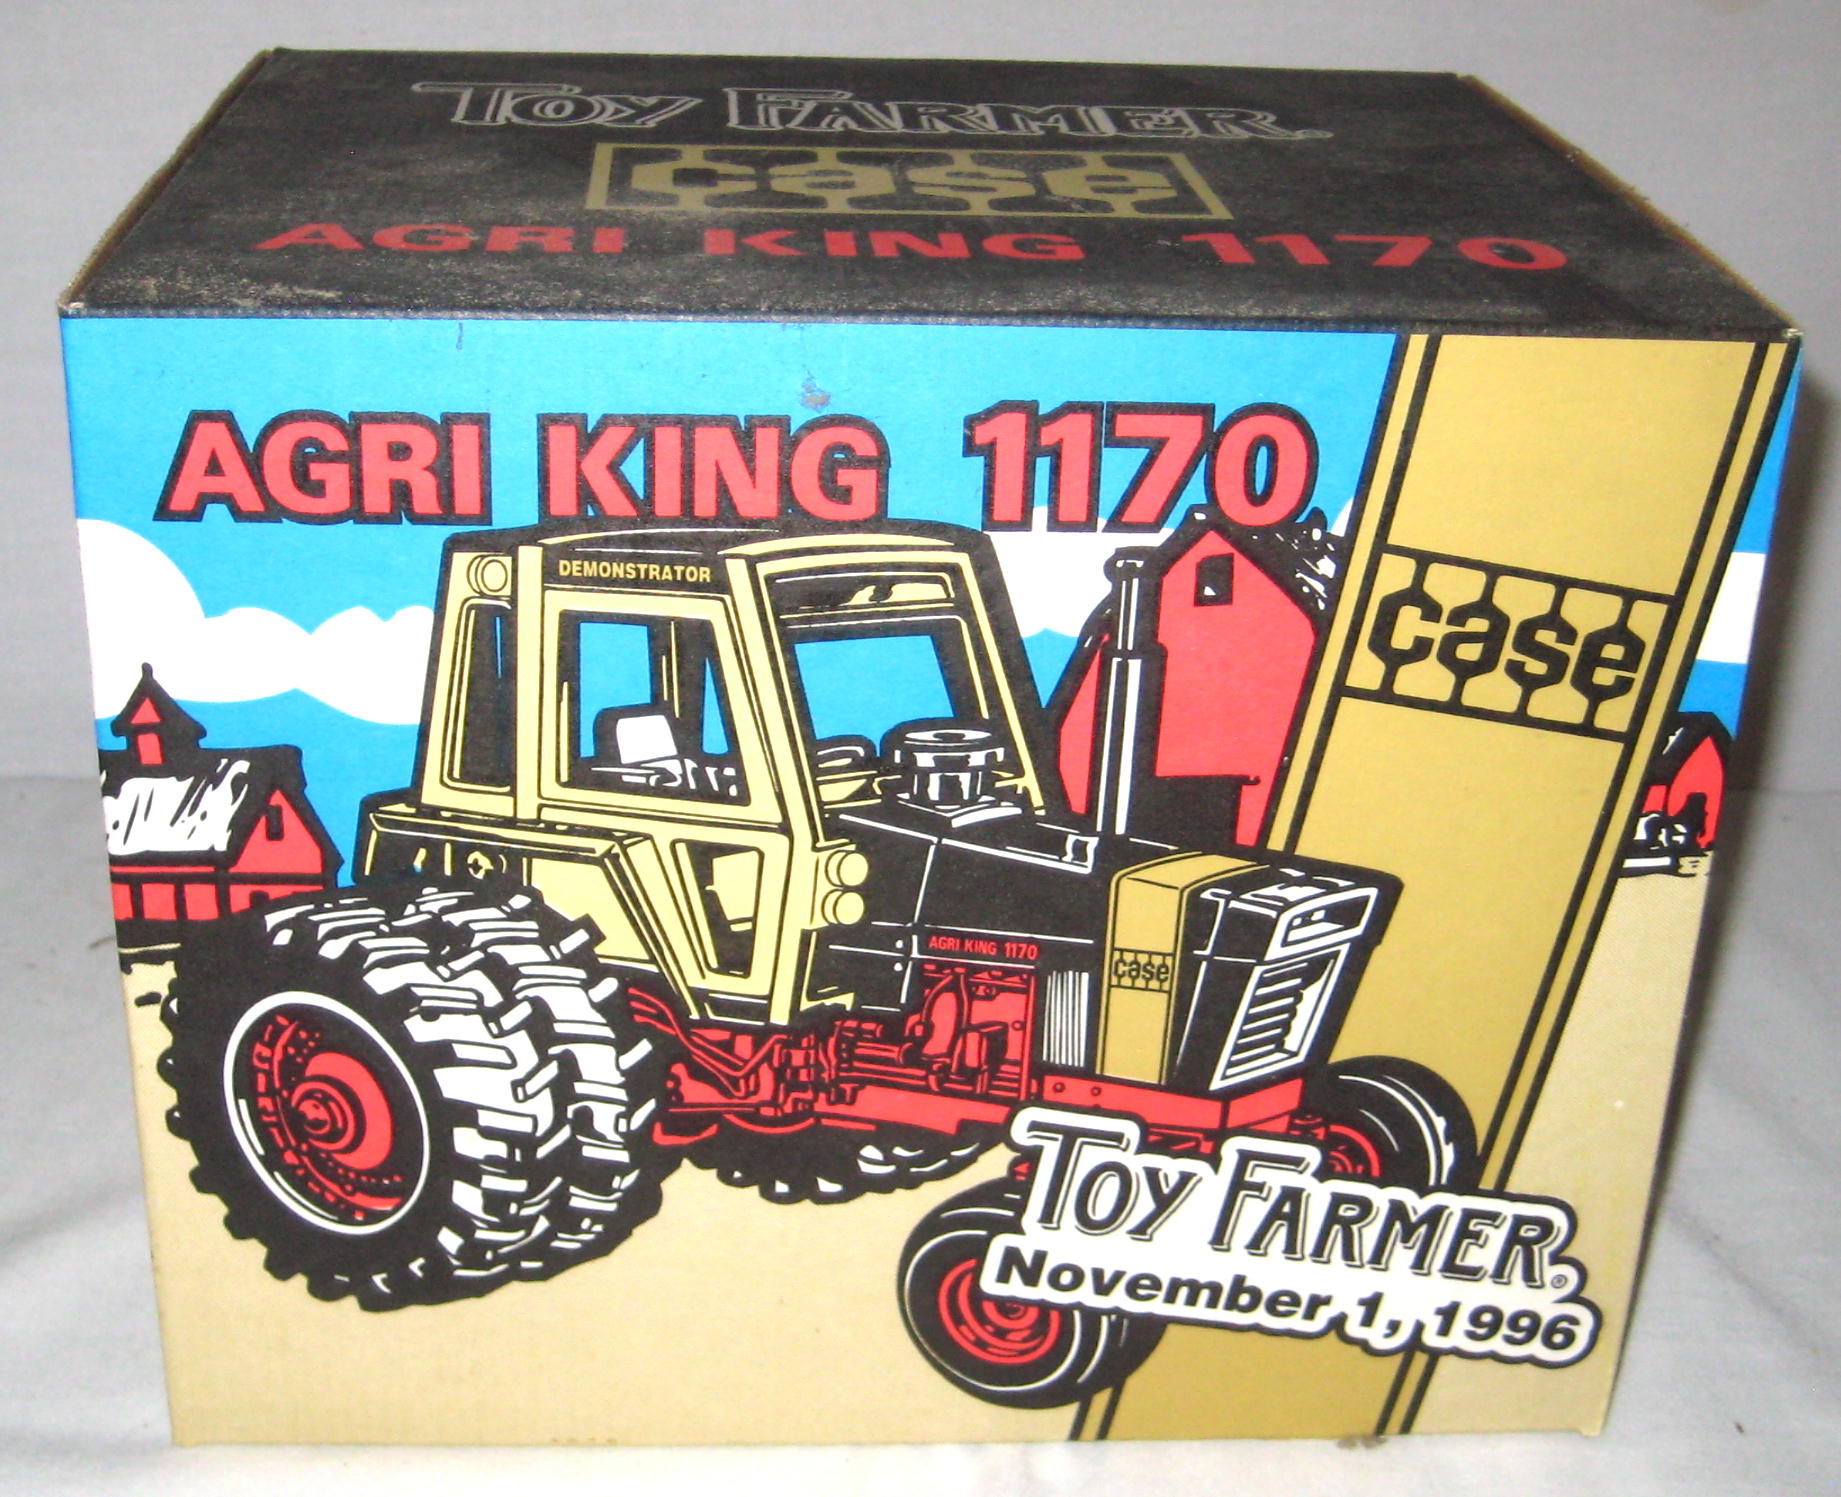 TOY FARMER®
case
AGRI KING 1170
AGRI KING 1170
case
DEMONSTRATOR
AGRI KING 1170
case
TOY FARMER®
November 1, 1996